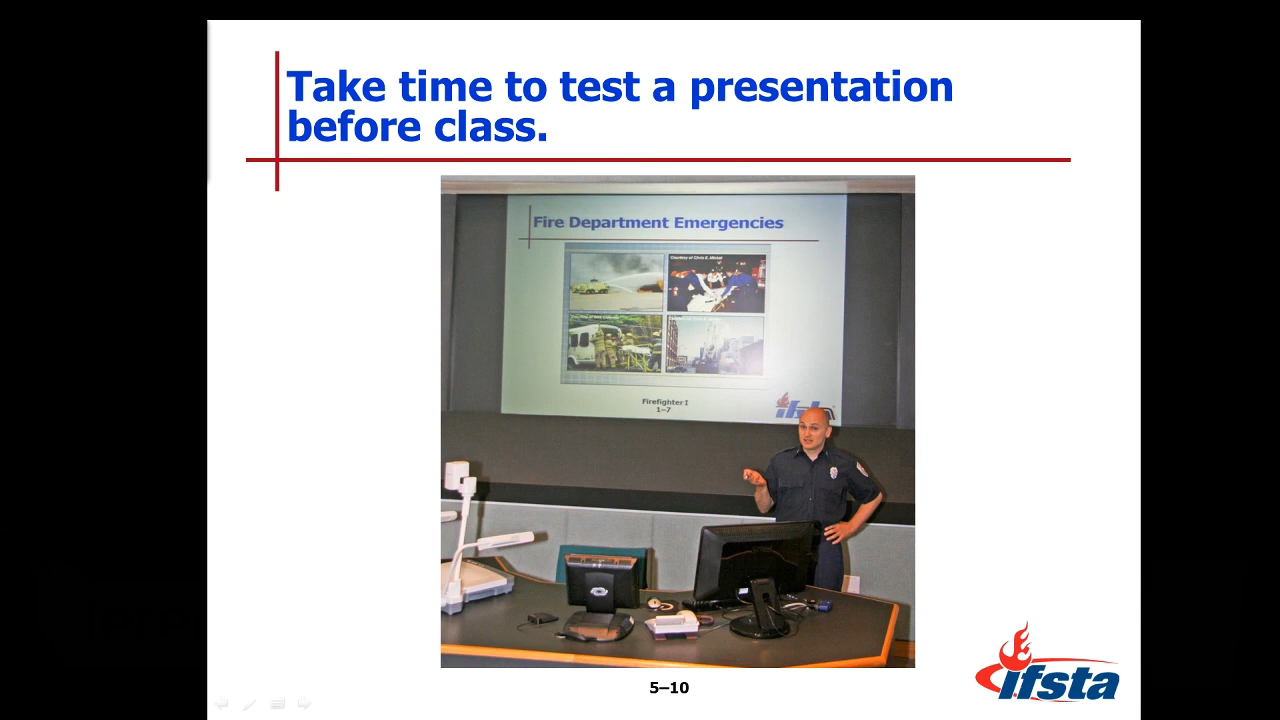 Take time to test a presentation
before class.
Fire Department Emergencies
Courtesy of Chris E. Mickal
Firefighter I
1–7
ifsta
5–10
ifsta